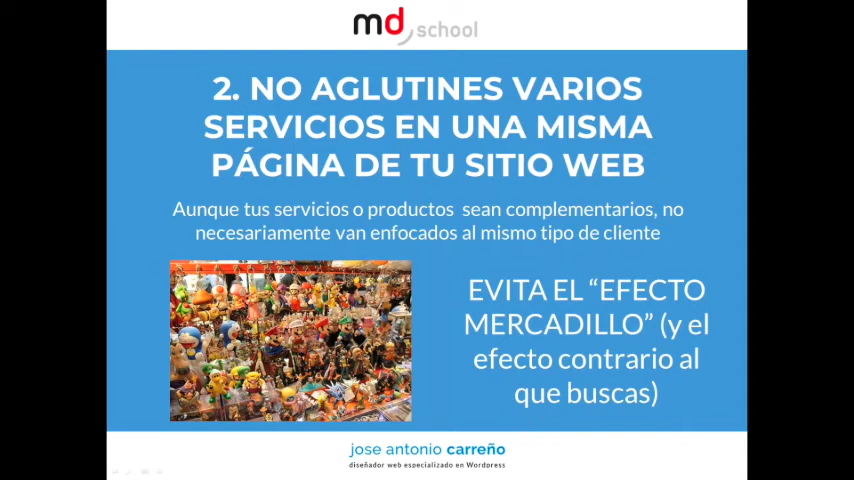 md school
2. NO AGLUTINES VARIOS
SERVICIOS EN UNA MISMA
PÁGINA DE TU SITIO WEB
Aunque tus servicios o productos sean complementarios, no
necesariamente van enfocados al mismo tipo de cliente
EVITA EL “EFECTO
MERCADILLO” (y el
efecto contrario al
que buscas)
jose antonio carreño
diseñador web especializado en Wordpress